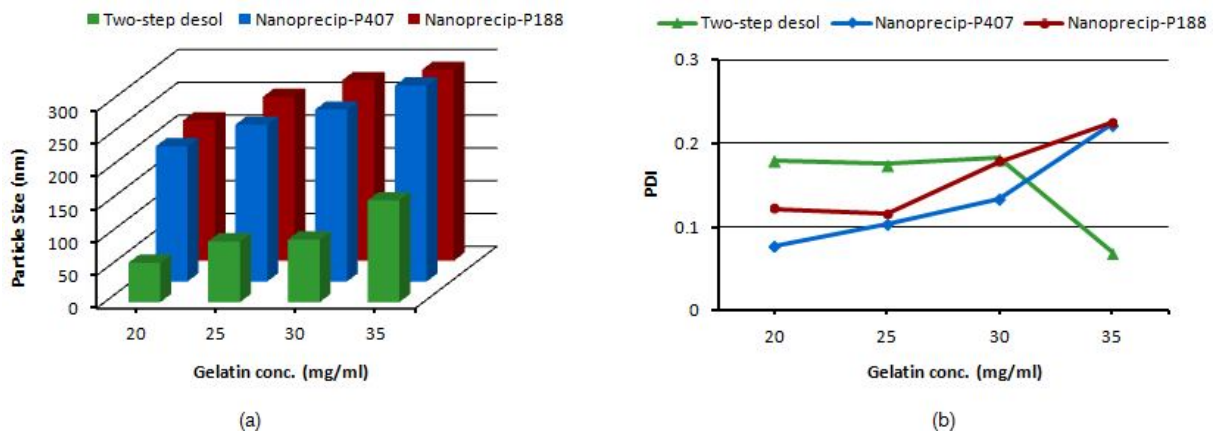 Two-step desol Nanoprecip-P407 Nanoprecip-P188
Particle Size (nm)
300
250
200
150
100
50
0
20 25 30 35
Gelatin conc. (mg/ml)
(a)
Two-step desol Nanoprecip-P407 Nanoprecip-P188
PDI
0.3
0.2
0.1
0
20 25 30 35
Gelatin conc. (mg/ml)
(b)